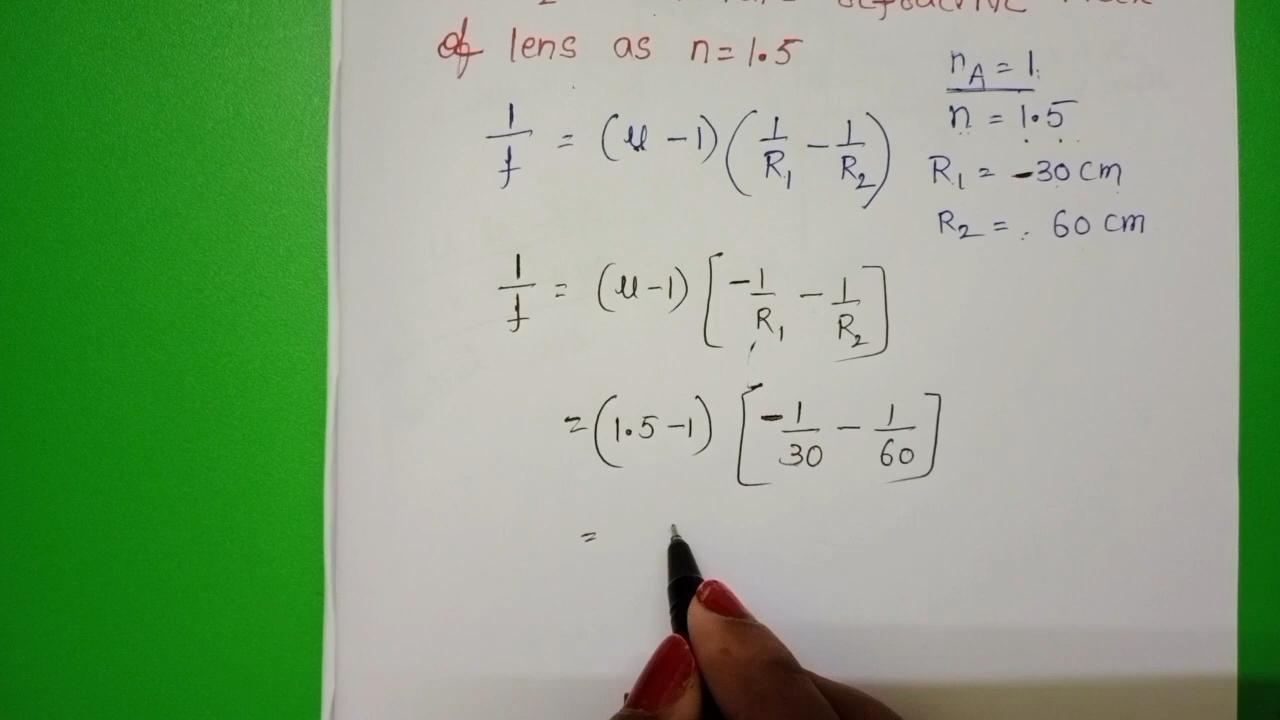 of lens as n = 1.5
n_A = 1
n = 1.5
R₁ = -30 cm
R₂ = 60 cm
1/f = (μ - 1) (1/R₁ - 1/R₂)
1/f = (μ - 1) [-1/R₁ - 1/R₂]
= (1.5 - 1) [-1/30 - 1/60]
=